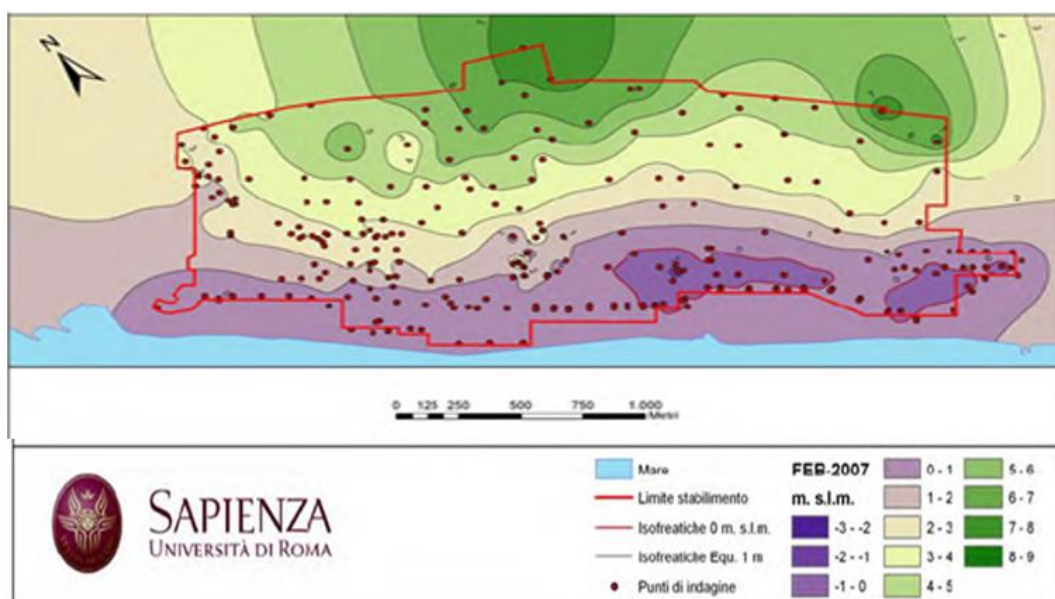 N
0 125 250 500 750 1.000
Metri
SAPIENZA
UNIVERSITÀ DI ROMA
Mare
Limite stabilimento
Isofreatiche 0 m. s.l.m.
Isofreatiche Equ. 1 m
Punti di indagine
FEB-2007
m. s.l.m.
-3 - -2
-2 - -1
-1 - 0
0 - 1
1 - 2
2 - 3
3 - 4
4 - 5
5 - 6
6 - 7
7 - 8
8 - 9